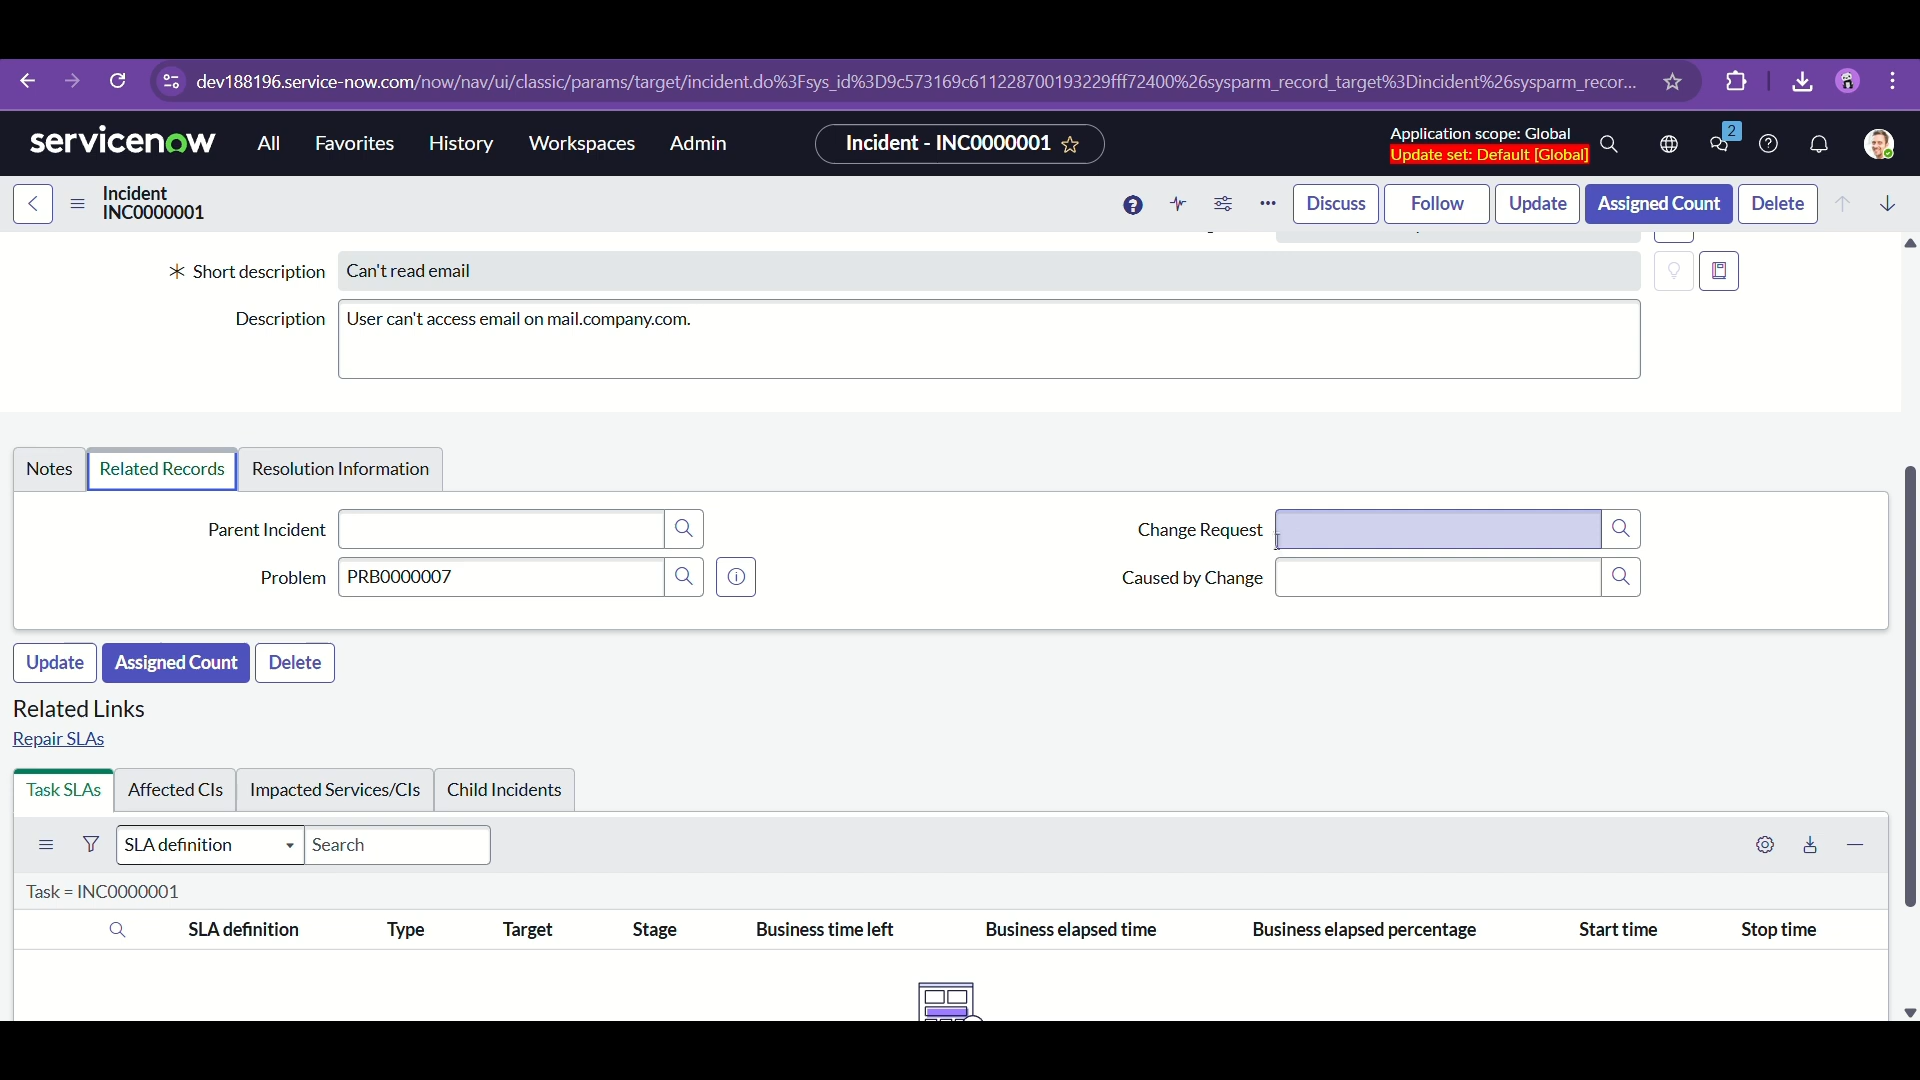 dev188196.service-now.com/now/nav/ui/classic/params/target/incident.do%3Fsys_id%3D9c573169c611228700193229fff72400%26sysparm_record_target%3Dincident%26sysparm_recor...
servicenow All Favorites History Workspaces Admin Incident - INC0000001 Application scope: Global 2
Update set: Default [Global]
Incident
INC0000001
Discuss Follow Update Assigned Count Delete
Short description Can't read email
Description User can't access email on mail.company.com.
Notes Related Records Resolution Information
Parent Incident Change Request
Problem PRB0000007 Caused by Change
Update Assigned Count Delete
Related Links
Repair SLAs
Task SLAs Affected CIs Impacted Services/CIs Child Incidents
SLA definition Search
Task = INC0000001
SLA definition Type Target Stage Business time left Business elapsed time Business elapsed percentage Start time Stop time